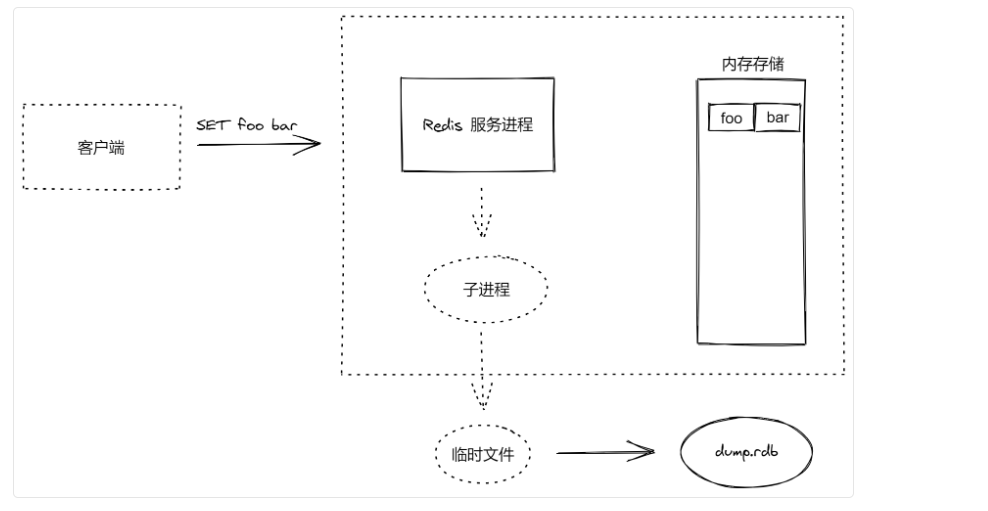 内存存储
SET foo bar
Redis 服务进程
foo
bar
客户端
子进程
临时文件
dump.rdb